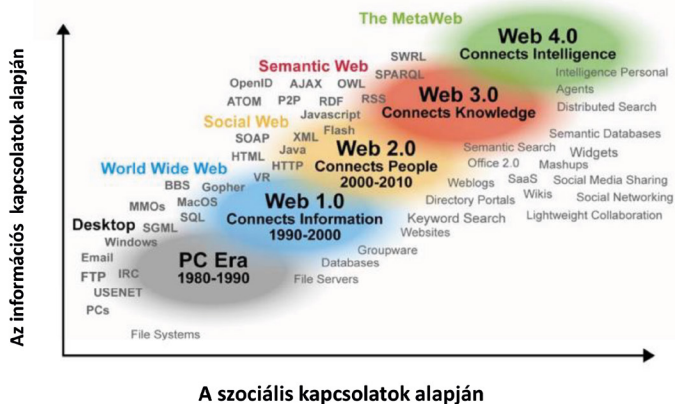 Az információs kapcsolatok alapján
The MetaWeb
Web 4.0
Connects Intelligence
SWRL
Semantic Web
SPARQL
Intelligence Personal
Agents
OpenID AJAX OWL
Web 3.0
Connects Knowledge
ATOM P2P RDF RSS
Distributed Search
Javascript
Social Web
Flash
Semantic Databases
SOAP XML
Web 2.0
Connects People
2000-2010
Semantic Search
Widgets
HTML Java
Office 2.0 Mashups
HTTP
World Wide Web
VR
Weblogs SaaS Social Media Sharing
BBS Gopher
Wikis Social Networking
MacOS
Web 1.0
Connects Information
1990-2000
Directory Portals
MMOs
SQL
Keyword Search Lightweight Collaboration
Desktop SGML
Websites
Windows
Groupware
Email
PC Era
1980-1990
Databases
FTP IRC
File Servers
USENET
PCs
File Systems
A szociális kapcsolatok alapján